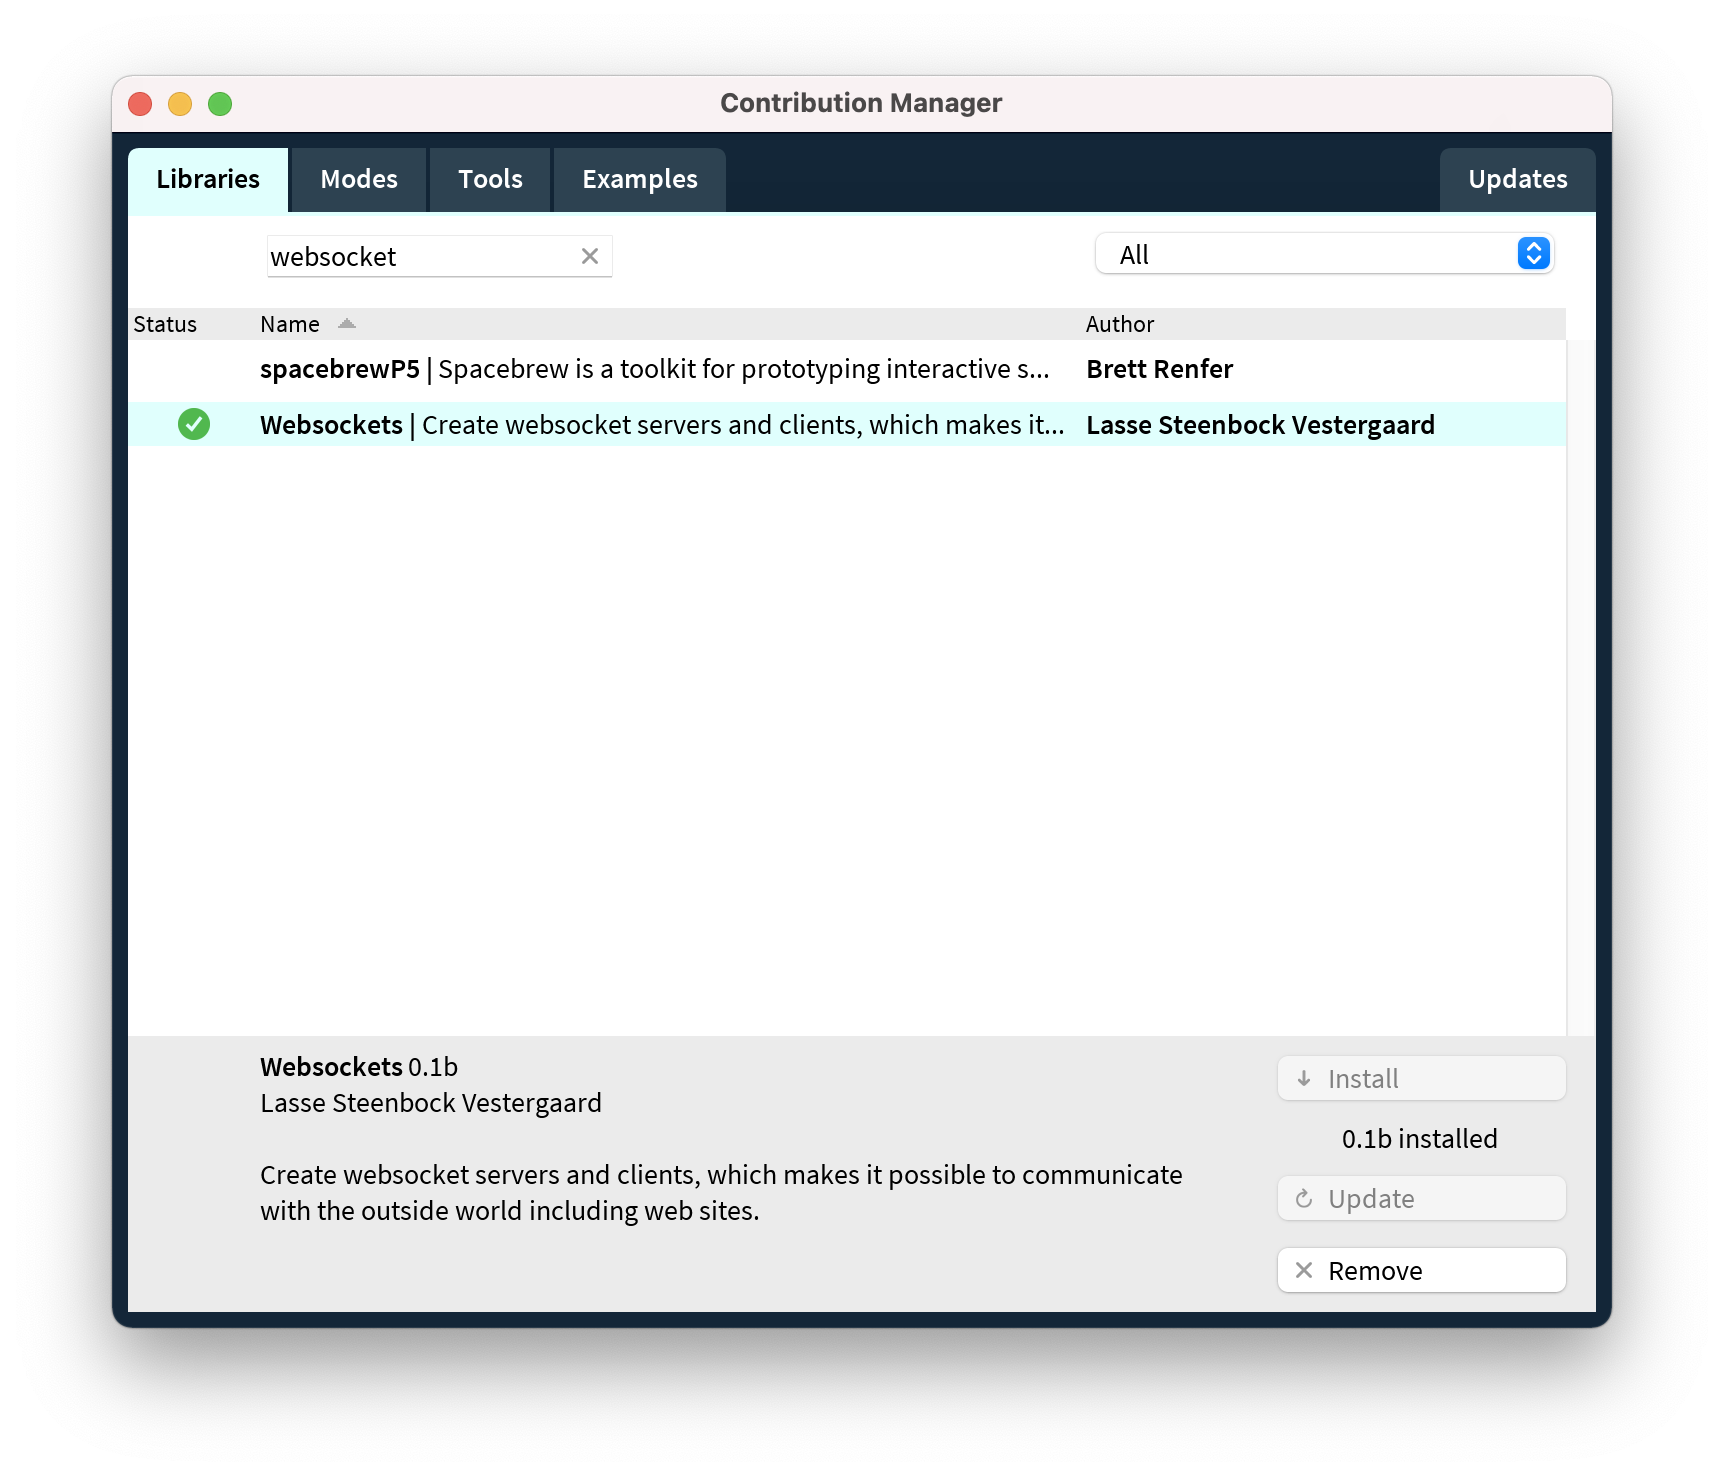 Contribution Manager
Libraries Modes Tools Examples Updates
websocket All
Status Name Author
spacebrewP5 | Spacebrew is a toolkit for prototyping interactive s... Brett Renfer
Websockets | Create websocket servers and clients, which makes it... Lasse Steenbock Vestergaard
Websockets 0.1b
Lasse Steenbock Vestergaard
Create websocket servers and clients, which makes it possible to communicate
with the outside world including web sites.
Install
0.1b installed
Update
Remove